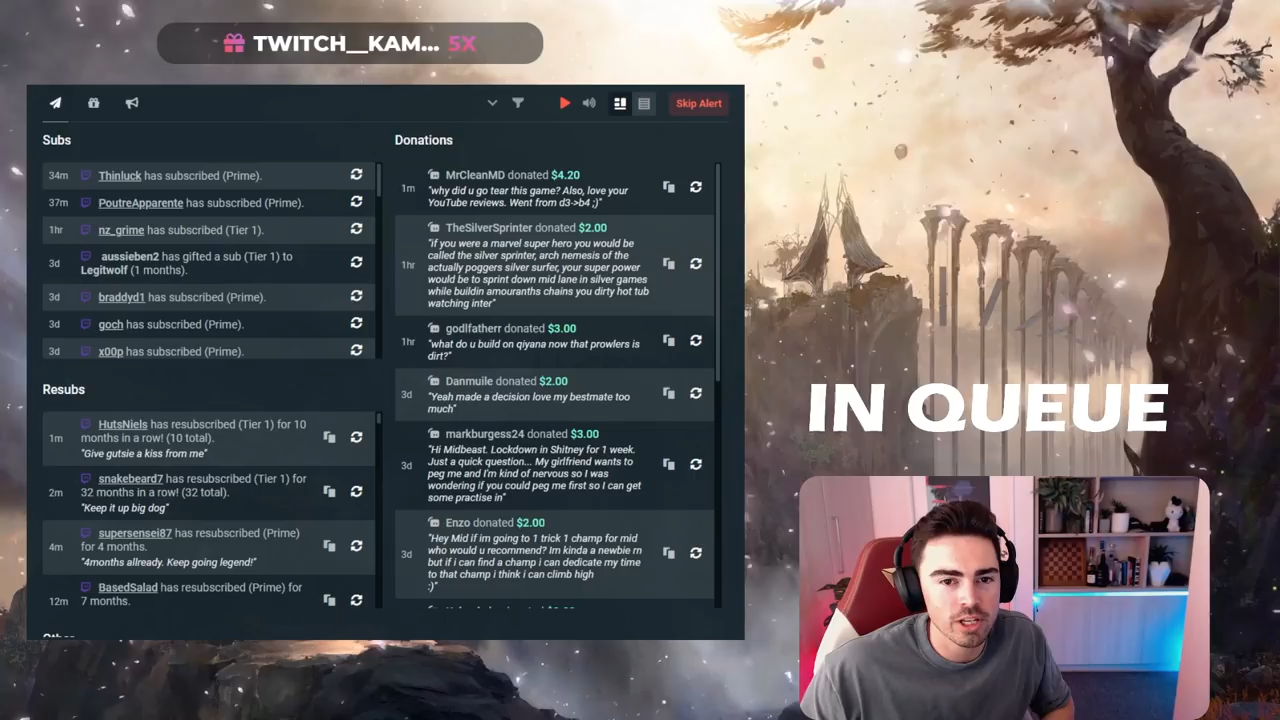 TWITCH__KAM... 5X
Skip Alert
Subs
34m Thinluck has subscribed (Prime).
37m PoutreApparente has subscribed (Prime).
1hr nz_grime has subscribed (Tier 1).
3d aussieben2 has gifted a sub (Tier 1) to
Legitwolf (1 months).
3d braddyd1 has subscribed (Prime).
3d goch has subscribed (Prime).
3d x00p has subscribed (Prime).
Resubs
1m HutsNiels has resubscribed (Tier 1) for 10
months in a row! (10 total).
"Give gutsie a kiss from me"
2m snakebeard7 has resubscribed (Tier 1) for
32 months in a row! (32 total).
"Keep it up big dog"
4m supersensei87 has resubscribed (Prime)
for 4 months.
"4months allready. Keep going legend!"
12m BasedSalad has resubscribed (Prime) for
7 months.
Donations
1m MrCleanMD donated $4.20
"why did u go tear this game? Also, love your
YouTube reviews. Went from d3->b4 ;)"
1hr TheSilverSprinter donated $2.00
"if you were a marvel super hero you would be
called the silver sprinter, arch nemesis of the
actually poggers silver surfer, your super power
would be to sprint down mid lane in silver games
while buildin amouranths chains you dirty hot tub
watching inter"
1hr godlfatherr donated $3.00
"what do u build on qiyana now that prowlers is
dirt?"
3d Danmuile donated $2.00
"Yeah made a decision love my bestmate too
much"
3d markburgess24 donated $3.00
"Hi Midbeast. Lockdown in Shitney for 1 week.
Just a quick question... My girlfriend wants to
peg me and I'm kind of nervous so I was
wondering if you could peg me first so I can get
some practise in"
3d Enzo donated $2.00
"Hey Mid if im going to 1 trick 1 champ for mid
who would u recommend? Im kinda a newbie rn
but if i can find a champ i can dedicate my time
to that champ i think i can climb high
:)"
IN QUEUE